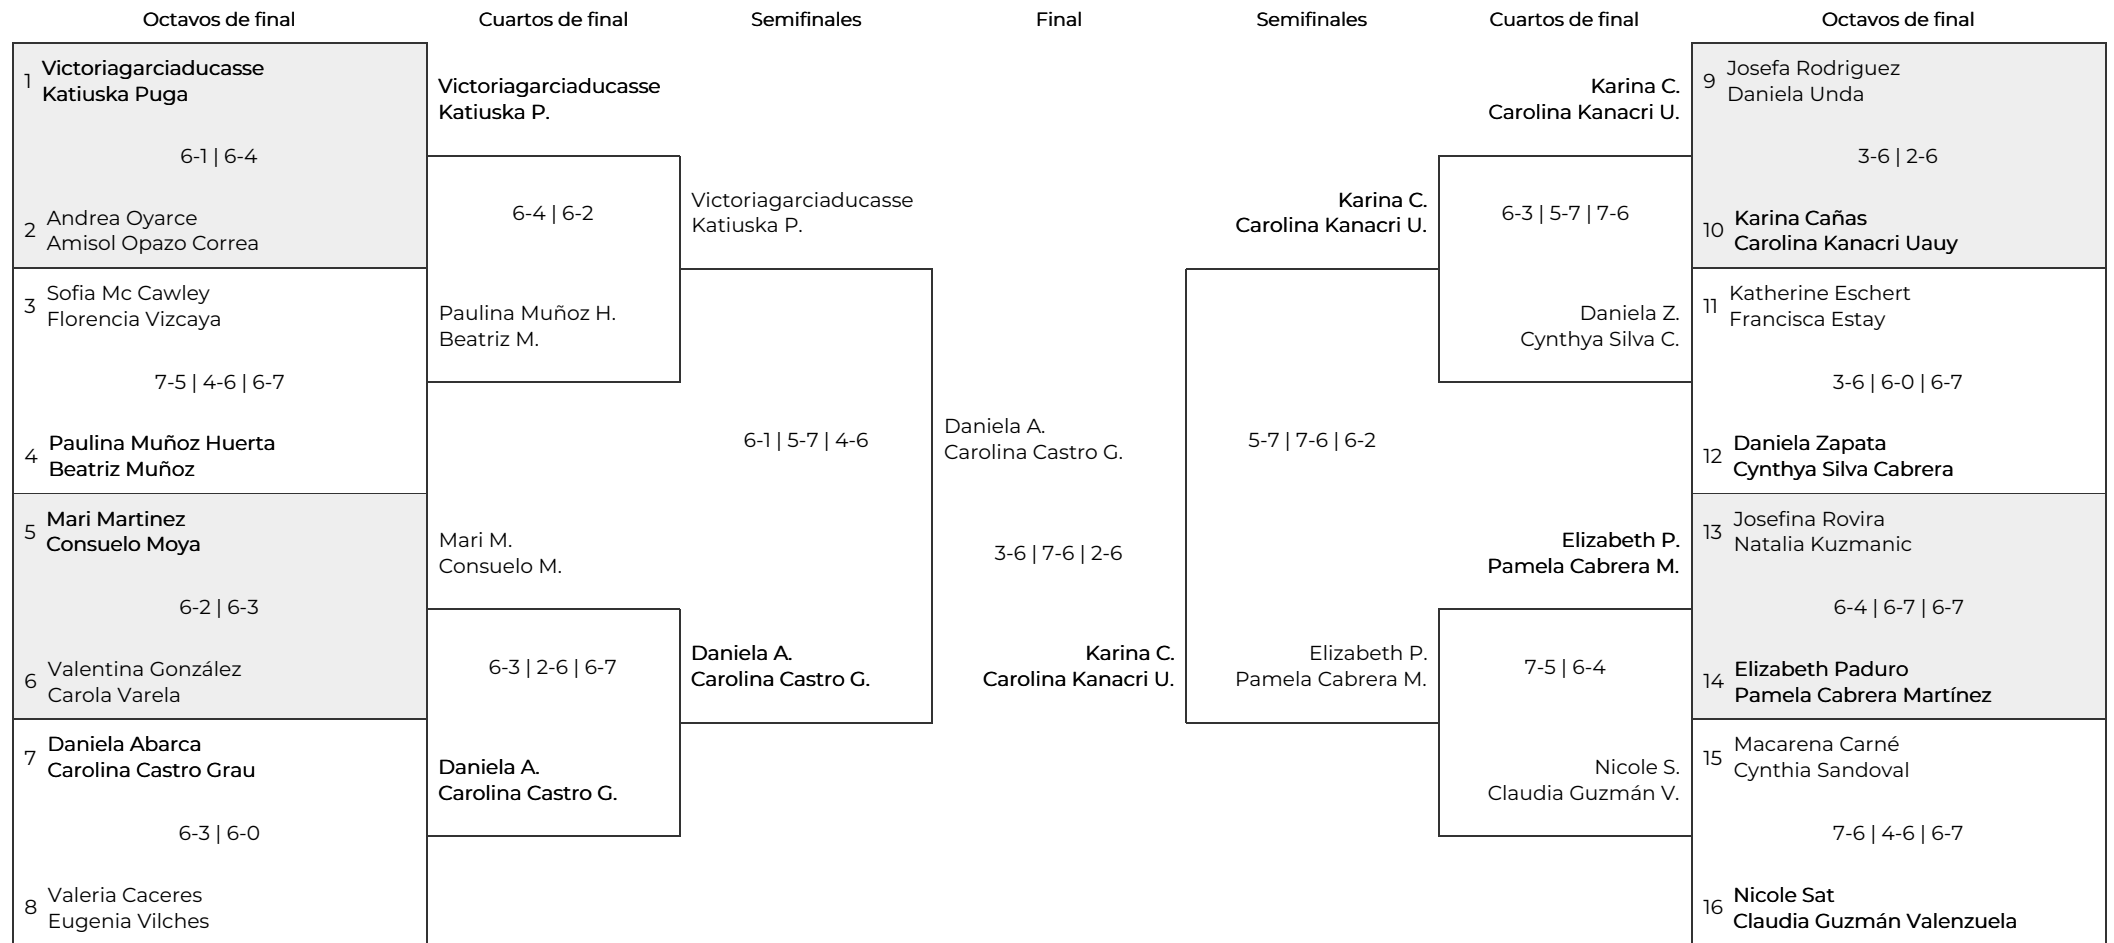 Octavos de final
Cuartos de final
Semifinales
Final
Semifinales
Cuartos de final
Octavos de final
1
Victoriagarciaducasse
Katiuska Puga
6-1 | 6-4
2
Andrea Oyarce
Amisol Opazo Correa
3
Sofia Mc Cawley
Florencia Vizcaya
7-5 | 4-6 | 6-7
4
Paulina Muñoz Huerta
Beatriz Muñoz
5
Mari Martinez
Consuelo Moya
6-2 | 6-3
6
Valentina González
Carola Varela
7
Daniela Abarca
Carolina Castro Grau
6-3 | 6-0
8
Valeria Caceres
Eugenia Vilches
Victoriagarciaducasse
Katiuska P.
6-4 | 6-2
Paulina Muñoz H.
Beatriz M.
Mari M.
Consuelo M.
6-3 | 2-6 | 6-7
Daniela A.
Carolina Castro G.
Victoriagarciaducasse
Katiuska P.
6-1 | 5-7 | 4-6
Daniela A.
Carolina Castro G.
Daniela A.
Carolina Castro G.
3-6 | 7-6 | 2-6
Karina C.
Carolina Kanacri U.
Karina C.
Carolina Kanacri U.
5-7 | 7-6 | 6-2
Elizabeth P.
Pamela Cabrera M.
Karina C.
Carolina Kanacri U.
6-3 | 5-7 | 7-6
Daniela Z.
Cynthya Silva C.
Elizabeth P.
Pamela Cabrera M.
7-5 | 6-4
Nicole S.
Claudia Guzmán V.
9
Josefa Rodriguez
Daniela Unda
3-6 | 2-6
10
Karina Cañas
Carolina Kanacri Uauy
11
Katherine Eschert
Francisca Estay
3-6 | 6-0 | 6-7
12
Daniela Zapata
Cynthya Silva Cabrera
13
Josefina Rovira
Natalia Kuzmanic
6-4 | 6-7 | 6-7
14
Elizabeth Paduro
Pamela Cabrera Martínez
15
Macarena Carné
Cynthia Sandoval
7-6 | 4-6 | 6-7
16
Nicole Sat
Claudia Guzmán Valenzuela